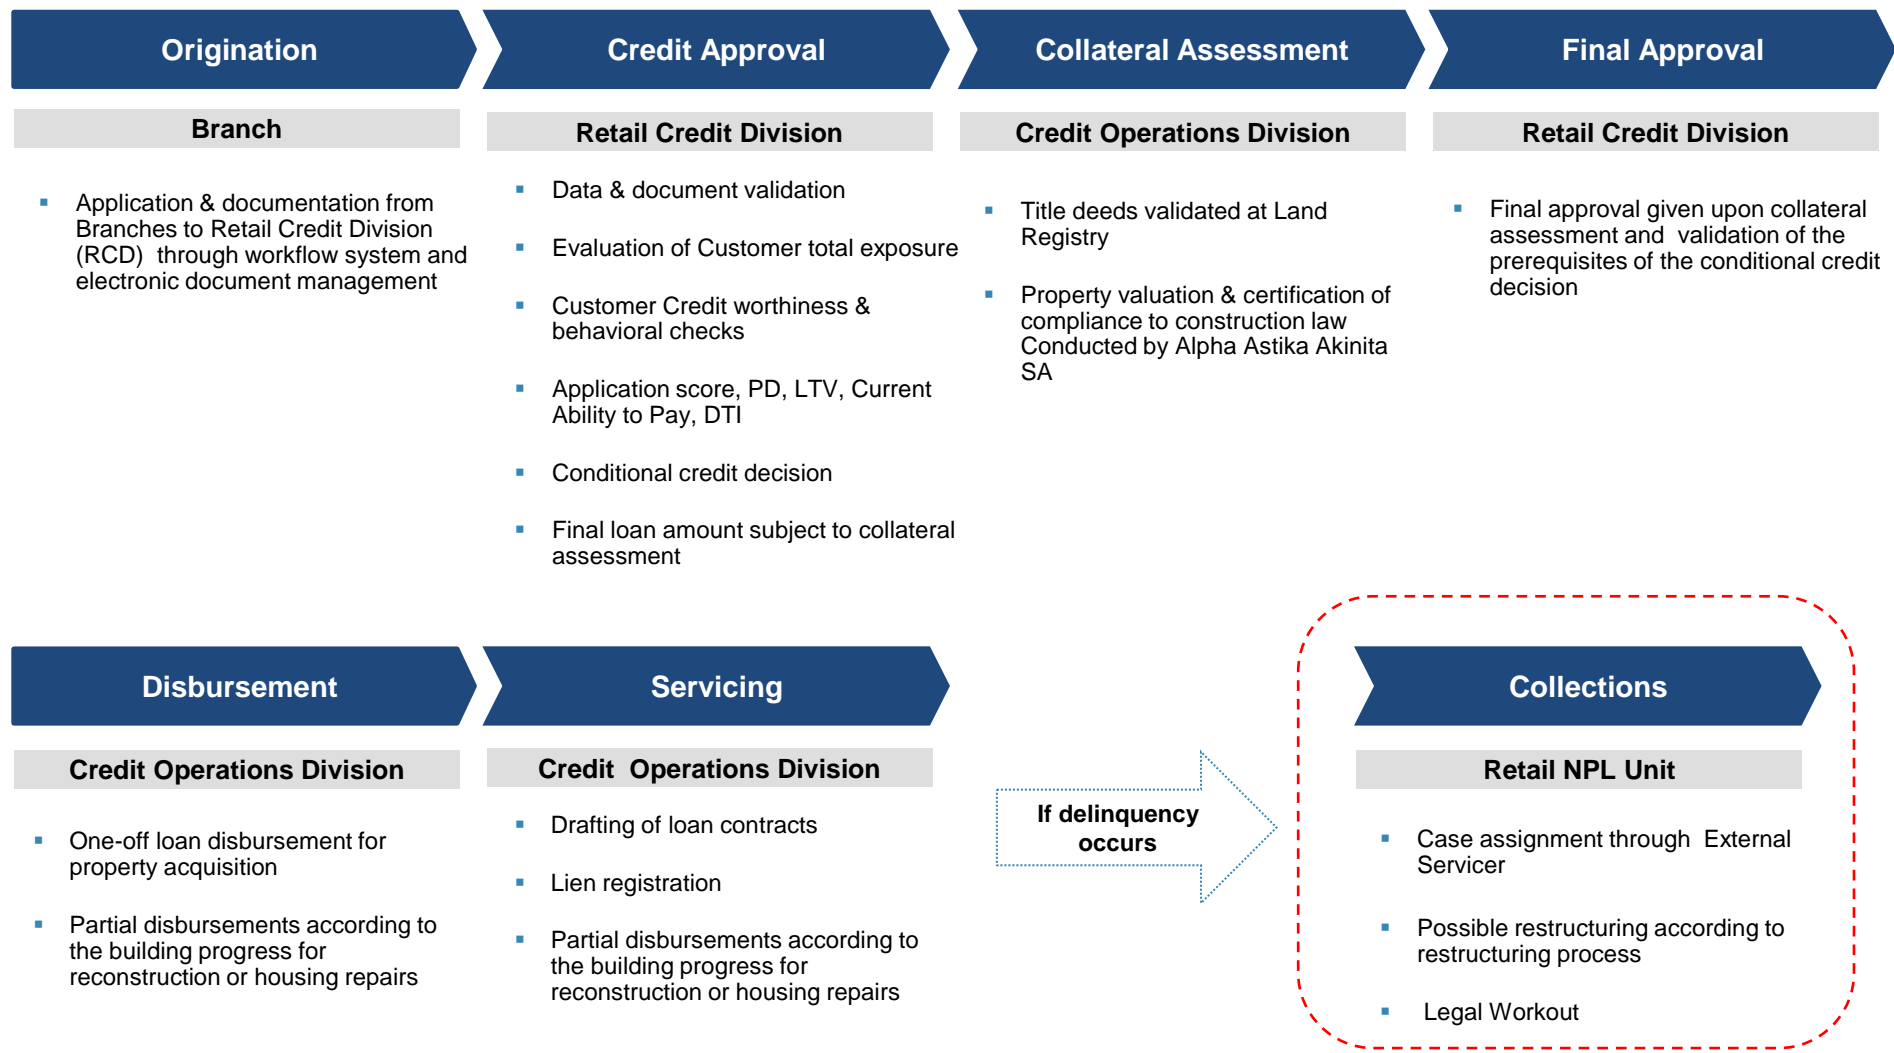 Origination
Branch
Application & documentation from
Branches to Retail Credit Division
(RCD) through workflow system and
electronic document management
Credit Approval
Retail Credit Division
Data & document validation
Evaluation of Customer total exposure
Customer Credit worthiness &
behavioral checks
Application score, PD, LTV, Current
Ability to Pay, DTI
Conditional credit decision
Final loan amount subject to collateral
assessment
Collateral Assessment
Credit Operations Division
Title deeds validated at Land
Registry
Property valuation & certification of
compliance to construction law
Conducted by Alpha Astika Akinita
SA
Final Approval
Retail Credit Division
Final approval given upon collateral
assessment and validation of the
prerequisites of the conditional credit
decision
Disbursement
Credit Operations Division
One-off loan disbursement for
property acquisition
Partial disbursements according to
the building progress for
reconstruction or housing repairs
Servicing
Credit Operations Division
Drafting of loan contracts
Lien registration
Partial disbursements according to
the building progress for
reconstruction or housing repairs
If delinquency
occurs
Collections
Retail NPL Unit
Case assignment through External
Servicer
Possible restructuring according to
restructuring process
Legal Workout